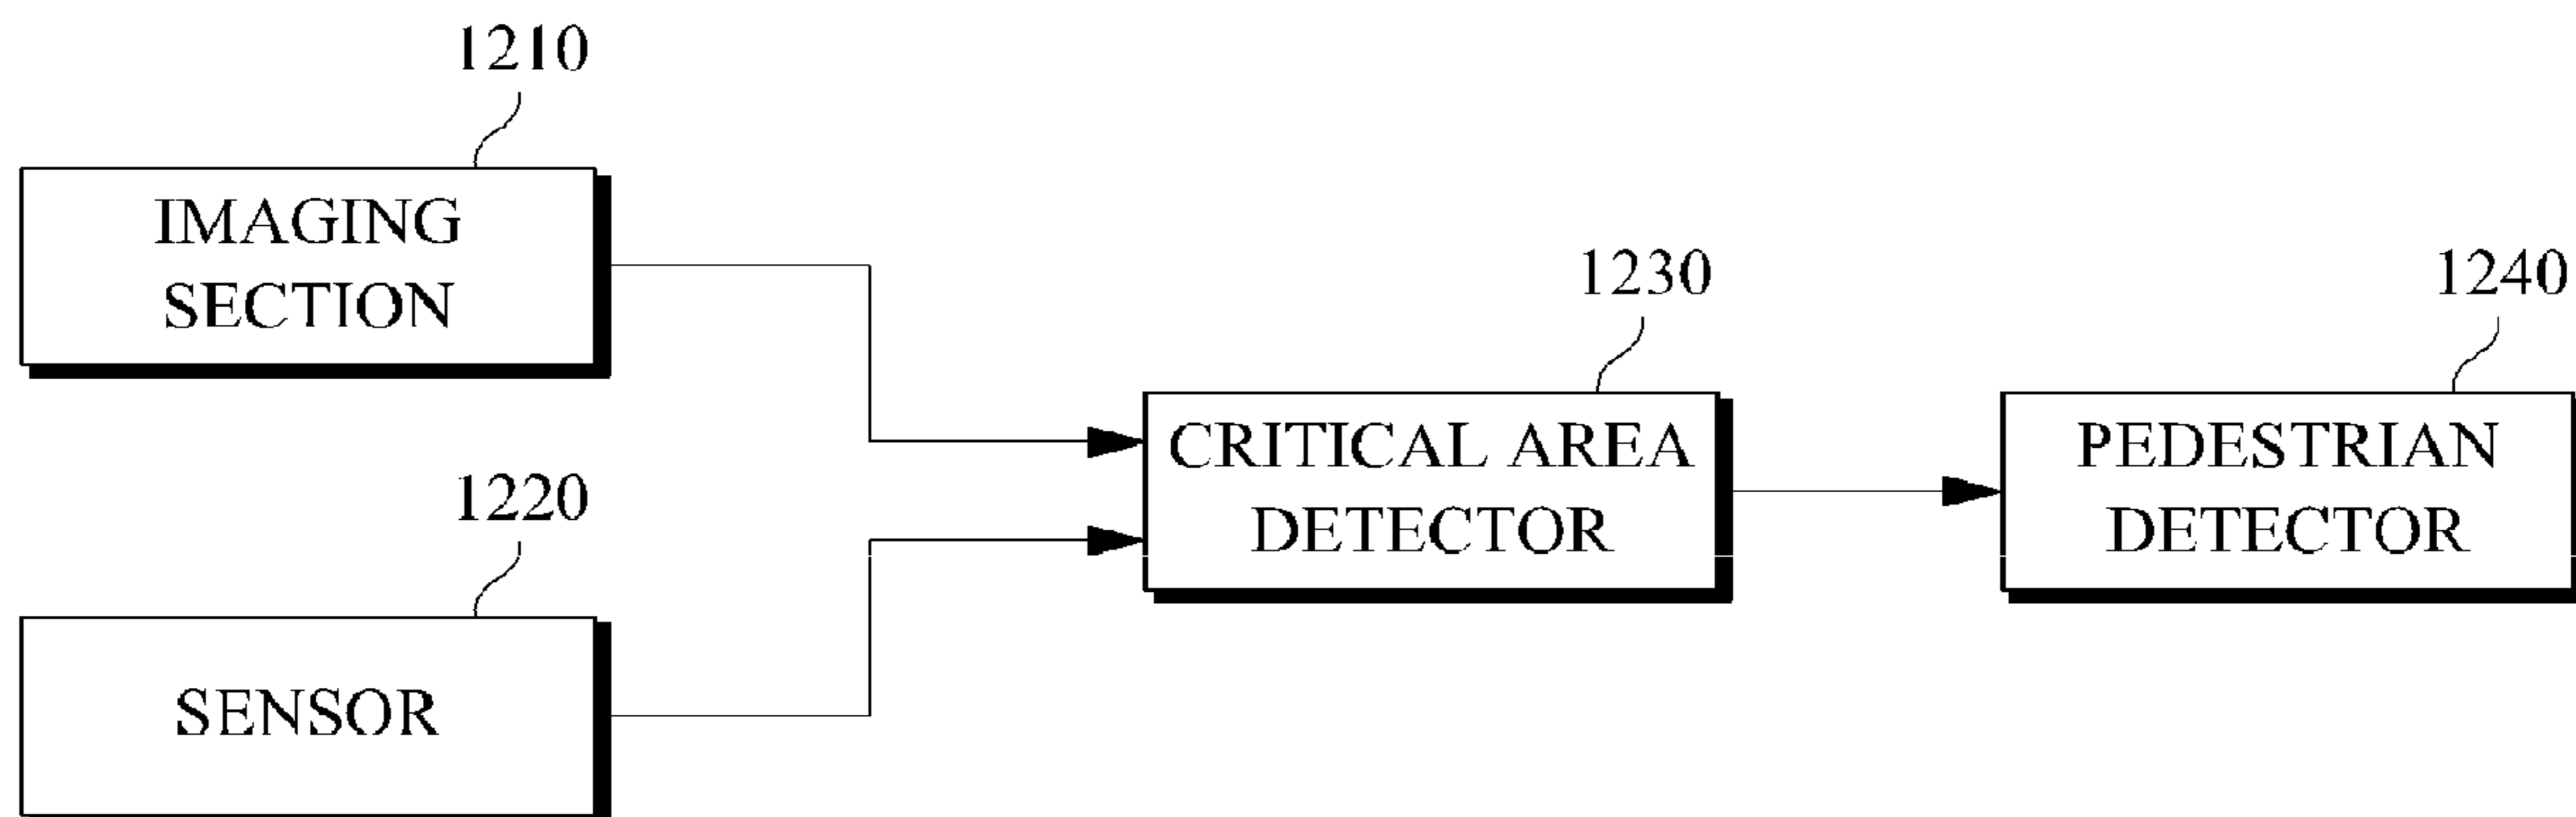 1210
IMAGING
SECTION
1220
SENSOR
1230
CRITICAL AREA
DETECTOR
1240
PEDESTRIAN
DETECTOR